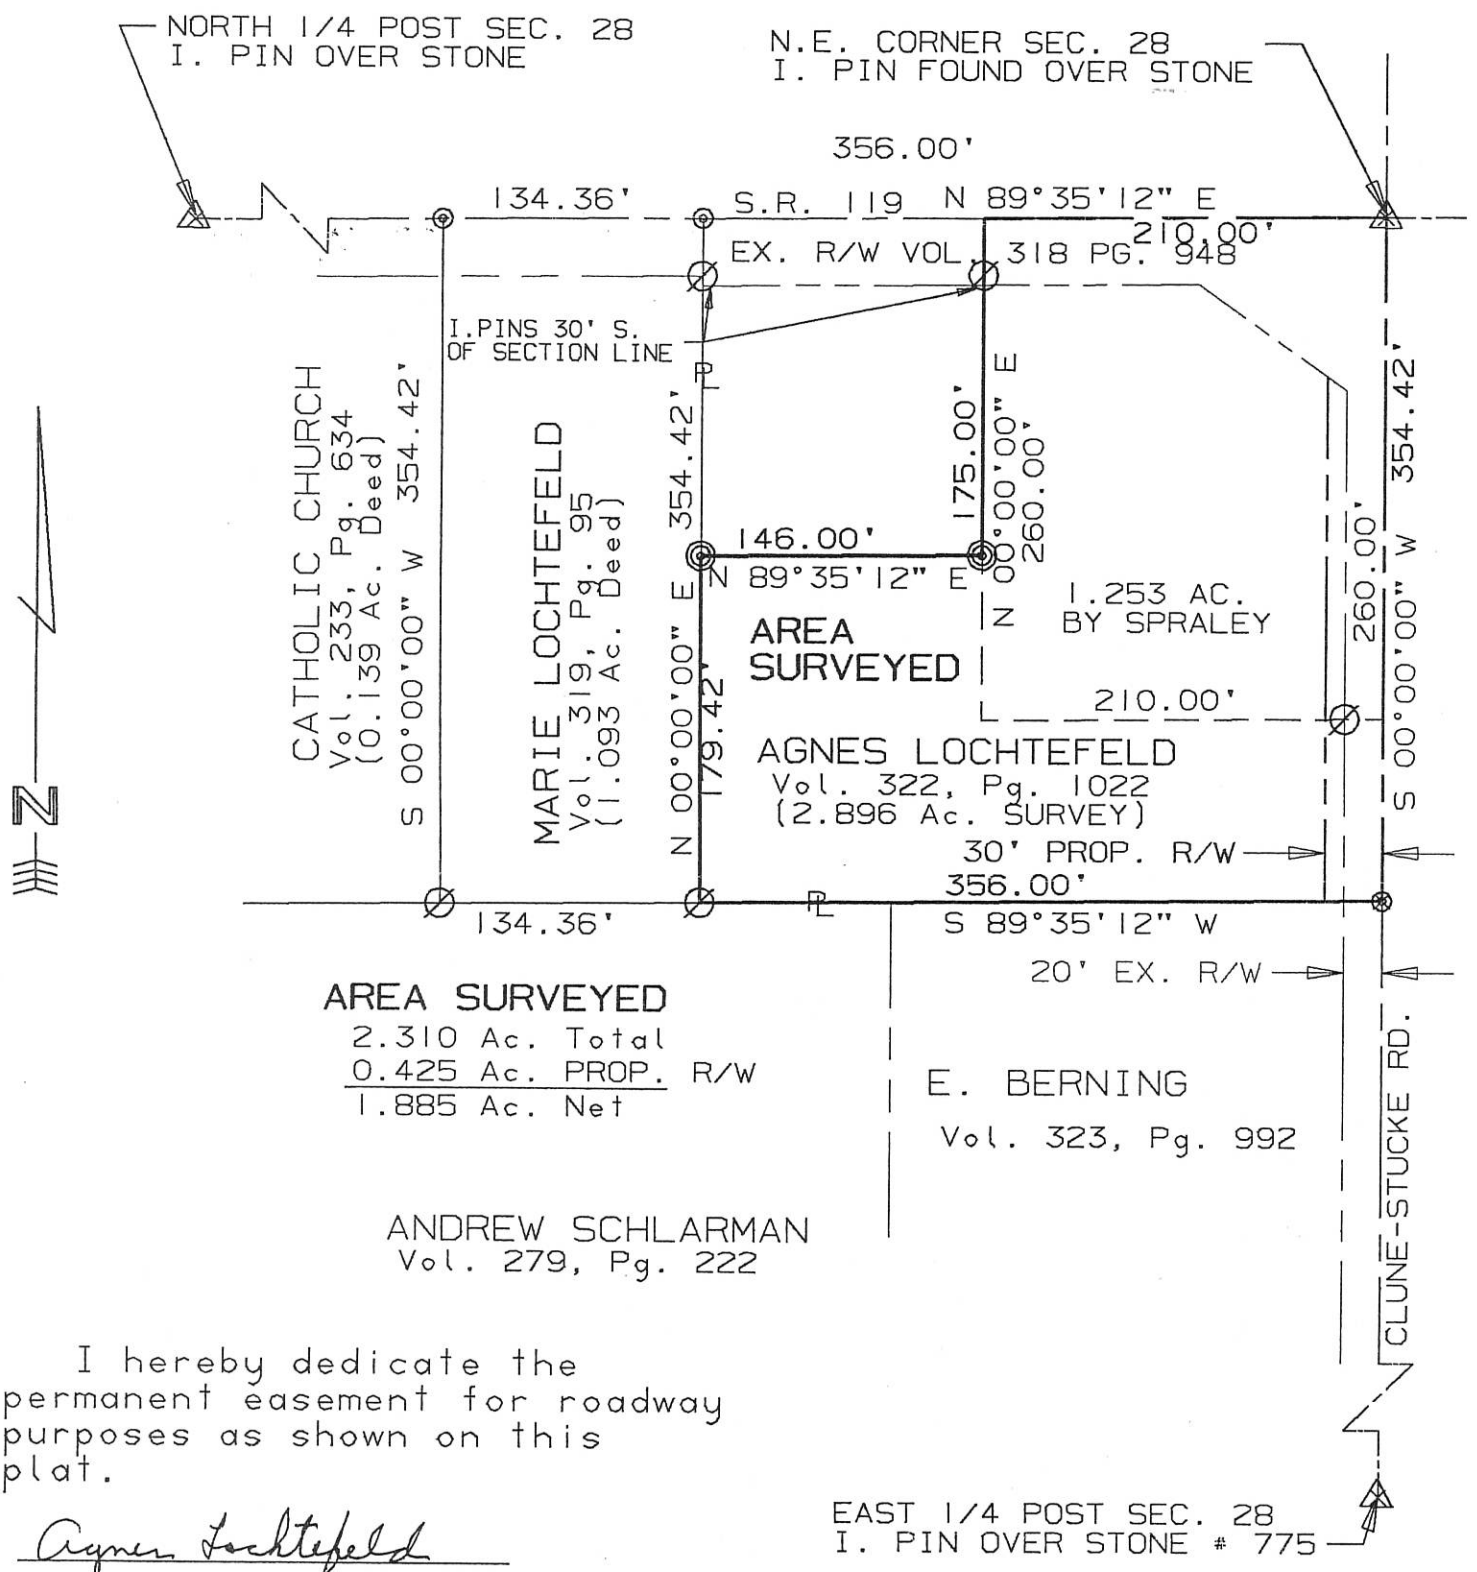 NORTH 1/4 POST SEC. 28
I. PIN OVER STONE
N.E. CORNER SEC. 28
I. PIN FOUND OVER STONE
356.00'
134.36'
S.R. 119
N 89°35'12" E
210.00'
EX. R/W VOL. 318 PG. 948
I.PINS 30' S.
OF SECTION LINE
PL
CATHOLIC CHURCH
Vol. 233, Pg. 634
(0.139 Ac. Deed)
S 00°00'00" W 354.42'
MARIE LOCHTEFELD
Vol. 319, Pg. 95
(1.093 Ac. Deed)
N 00°00'00" E 354.42'
179.42'
175.00'
N 00°00'00" E
260.00'
146.00'
N 89°35'12" E
AREA
SURVEYED
1.253 AC.
BY SPRALEY
260.00'
S 00°00'00" W 354.42'
210.00'
AGNES LOCHTEFELD
Vol. 322, Pg. 1022
(2.896 Ac. SURVEY)
30' PROP. R/W
356.00'
PL
S 89°35'12" W
134.36'
20' EX. R/W
N
AREA SURVEYED
2.310 Ac. Total
0.425 Ac. PROP. R/W
1.885 Ac. Net
E. BERNING
Vol. 323, Pg. 992
CLUNE-STUCKE RD.
ANDREW SCHLARMAN
Vol. 279, Pg. 222
I hereby dedicate the
permanent easement for roadway
purposes as shown on this
plat.
Agnes Lochtefeld
EAST 1/4 POST SEC. 28
I. PIN OVER STONE # 775